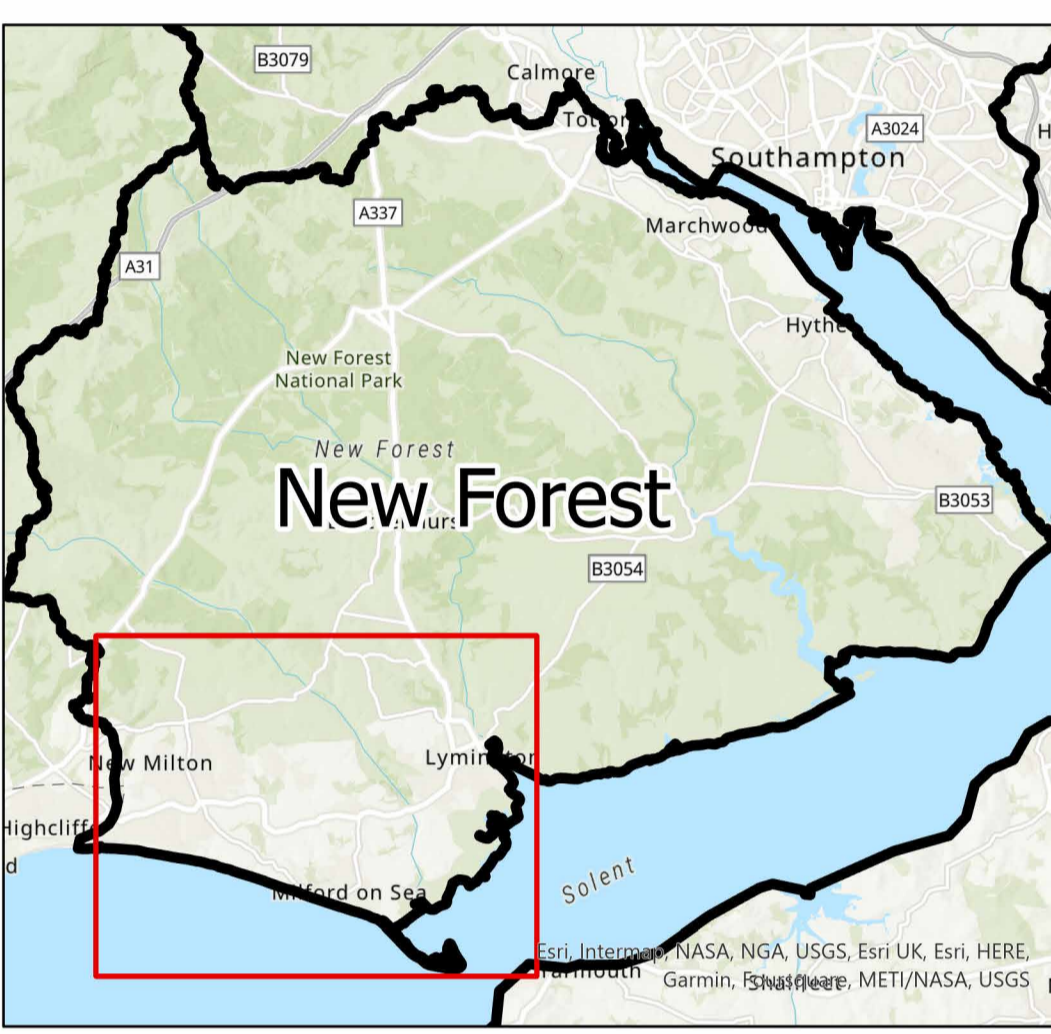 B3079
Calmore
Totton
A3024
H
Southampton
A337
Marchwood
A31
Hythe
New Forest
National Park
New Forest
New Forest
B3053
B3054
New Milton
Lymington
Highcliffe
d
Milford on Sea
Solent
Esri, Intermap, NASA, NGA, USGS, Esri UK, Esri, HERE,
Yarmouth
Garmin, Foursquare, METI/NASA, USGS